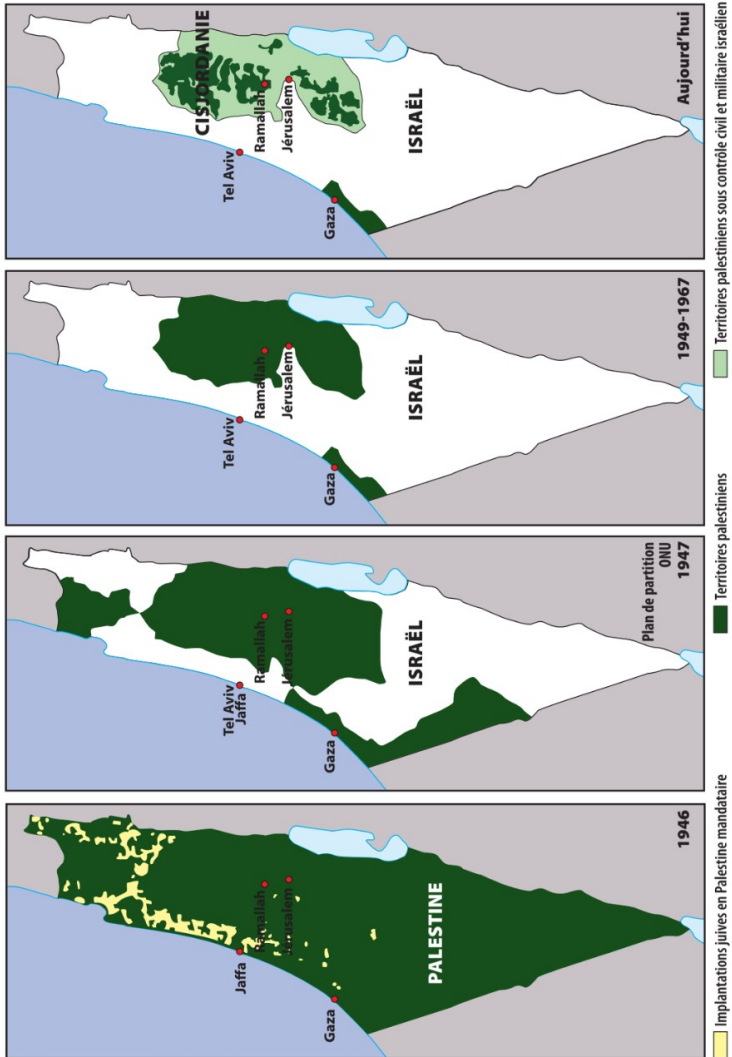 Jaffa
Ramallah
Jérusalem
Gaza
PALESTINE
1946
Tel Aviv
Jaffa
Ramallah
Jérusalem
Gaza
ISRAËL
Plan de partition
ONU
1947
Tel Aviv
Ramallah
Jérusalem
Gaza
ISRAËL
1949-1967
CISJORDANIE
Tel Aviv
Ramallah
Jérusalem
Gaza
ISRAËL
Aujourd'hui
Implantations juives en Palestine mandataire
Territoires palestiniens
Territoires palestiniens sous contrôle civil et militaire israélien